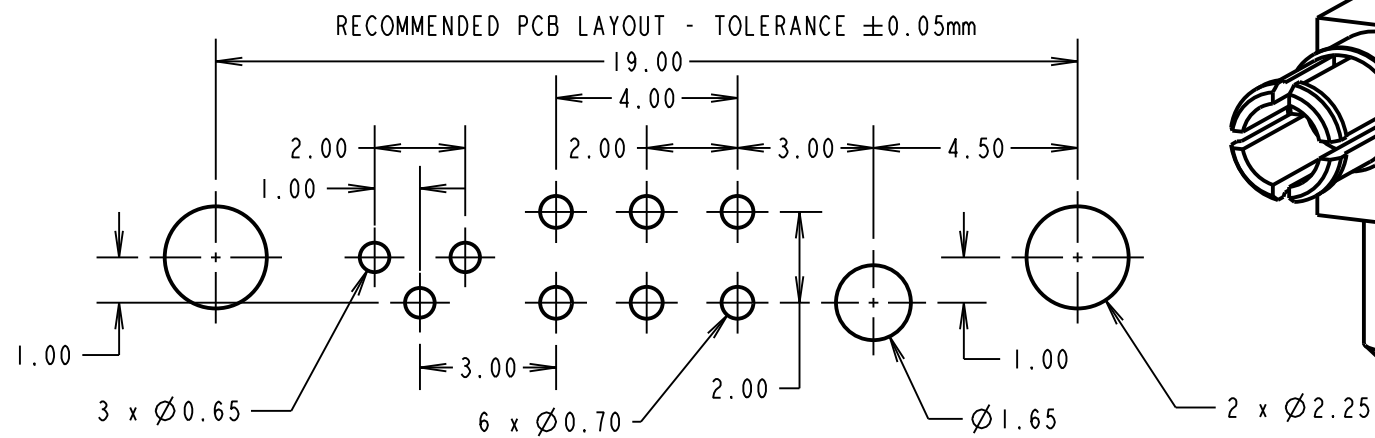 RECOMMENDED PCB LAYOUT - TOLERANCE ±0.05mm
19.00
4.00
2.00
2.00
3.00
4.50
1.00
1.00
3.00
2.00
1.00
3 x Ø0.65
6 x Ø0.70
Ø1.65
2 x Ø2.25